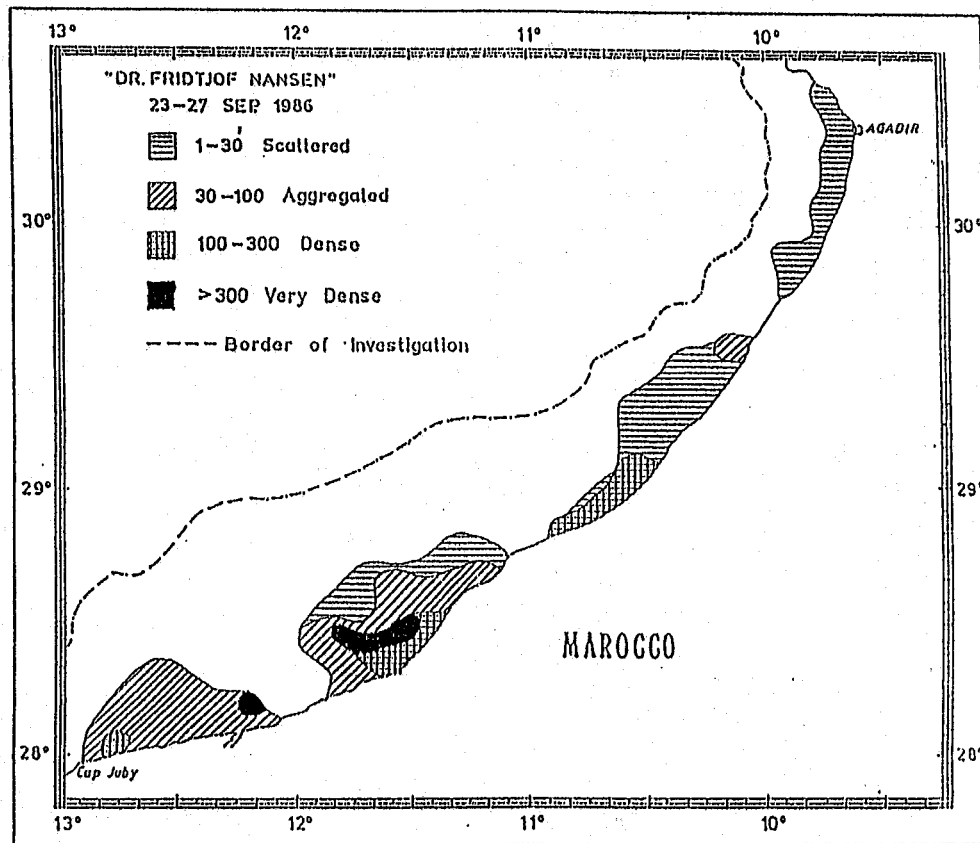 13° 12° 11° 10°
"DR. FRIDTJOF NANSEN"
23-27 SEP 1986
1-30 Scattered
AGADIR
30-100 Aggregated
30° 30°
100-300 Dense
>300 Very Dense
Border of Investigation
29° 29°
MAROCCO
28° 28°
Cup Juby
13° 12° 11° 10°